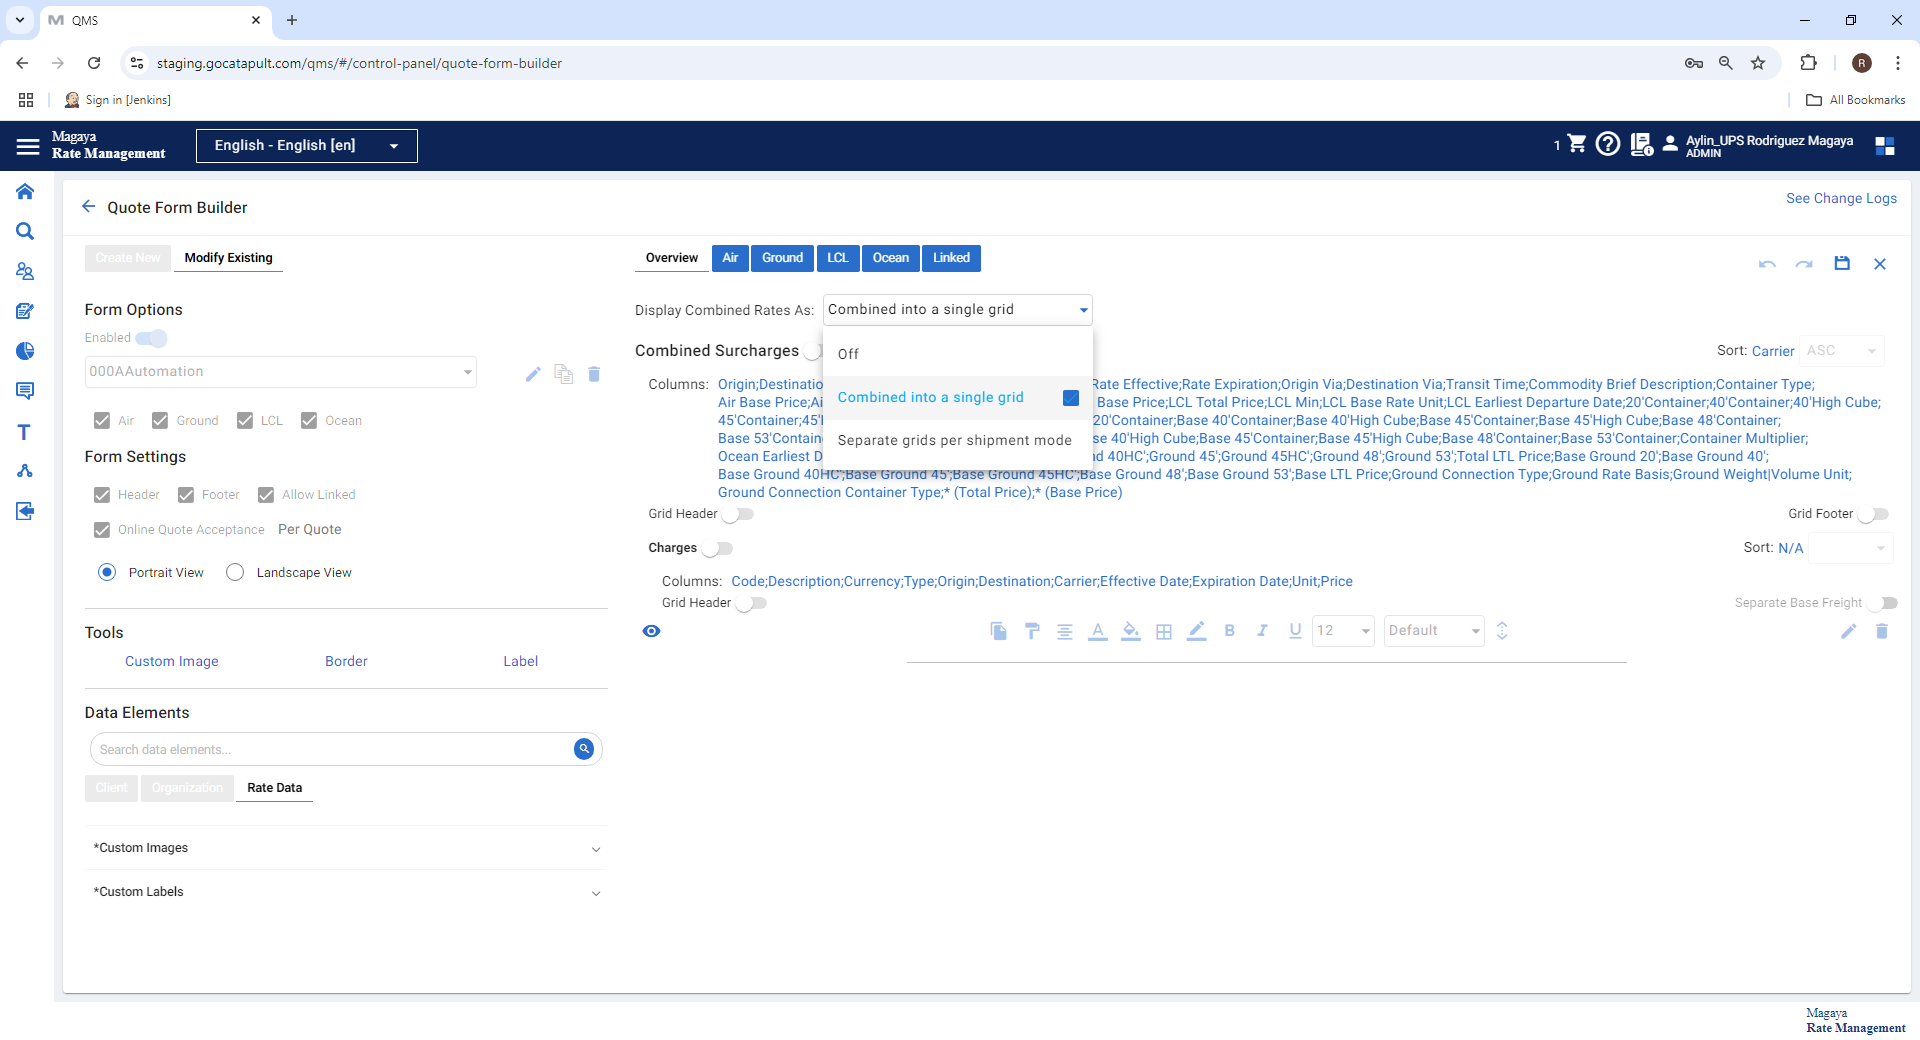 QMS
staging.gocatapult.com/qms/#/control-panel/quote-form-builder
R
Sign in [Jenkins]
All Bookmarks
Magaya
Rate Management
English - English [en]
1
Aylin_UPS Rodriguez Magaya
ADMIN
Quote Form Builder
See Change Logs
Create New
Modify Existing
Overview
Air
Ground
LCL
Ocean
Linked
Form Options
Enabled
000AAutomation
Air
Ground
LCL
Ocean
Form Settings
Header
Footer
Allow Linked
Online Quote Acceptance
Per Quote
Portrait View
Landscape View
Tools
Custom Image
Border
Label
Data Elements
Search data elements...
Client
Organization
Rate Data
*Custom Images
*Custom Labels
Display Combined Rates As:
Combined into a single grid
Off
Combined into a single grid
Separate grids per shipment mode
Combined Surcharges
Sort: Carrier
ASC
Columns:
Origin;Destination Rate Effective;Rate Expiration;Origin Via;Destination Via;Transit Time;Commodity Brief Description;Container Type;
Air Base Price;Ai Base Price;LCL Total Price;LCL Min;LCL Base Rate Unit;LCL Earliest Departure Date;20'Container;40'Container;40'High Cube;
45'Container;45' 20'Container;Base 40'Container;Base 40'High Cube;Base 45'Container;Base 45'High Cube;Base 48'Container;
Base 53'Contain se 40'High Cube;Base 45'Container;Base 45'High Cube;Base 48'Container;Base 53'Container;Container Multiplier;
Ocean Earliest D nd 40HC';Ground 45';Ground 45HC';Ground 48';Ground 53';Total LTL Price;Base Ground 20';Base Ground 40';
Base Ground 40HC';Base Ground 45';Base Ground 45HC';Base Ground 48';Base Ground 53';Base LTL Price;Ground Connection Type;Ground Rate Basis;Ground Weight|Volume Unit;
Ground Connection Container Type;* (Total Price);* (Base Price)
Grid Header
Grid Footer
Charges
Sort: N/A
Columns:
Code;Description;Currency;Type;Origin;Destination;Carrier;Effective Date;Expiration Date;Unit;Price
Grid Header
Separate Base Freight
A
B
I
U
12
Default
Magaya
Rate Management